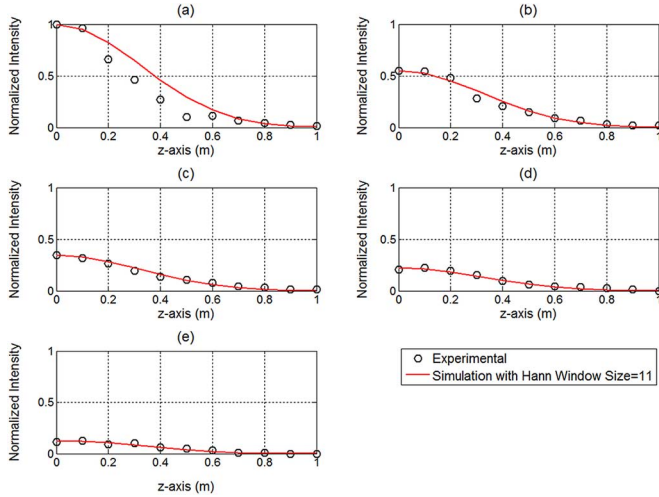 (a)
Normalized Intensity
1
0.5
0
0 0.2 0.4 0.6 0.8 1
z-axis (m)
(b)
Normalized Intensity
1
0.5
0
0 0.2 0.4 0.6 0.8 1
z-axis (m)
(c)
Normalized Intensity
1
0.5
0
0 0.2 0.4 0.6 0.8 1
z-axis (m)
(d)
Normalized Intensity
1
0.5
0
0 0.2 0.4 0.6 0.8 1
z-axis (m)
(e)
Normalized Intensity
1
0.5
0
0 0.2 0.4 0.6 0.8 1
z-axis (m)
Experimental
Simulation with Hann Window Size=11